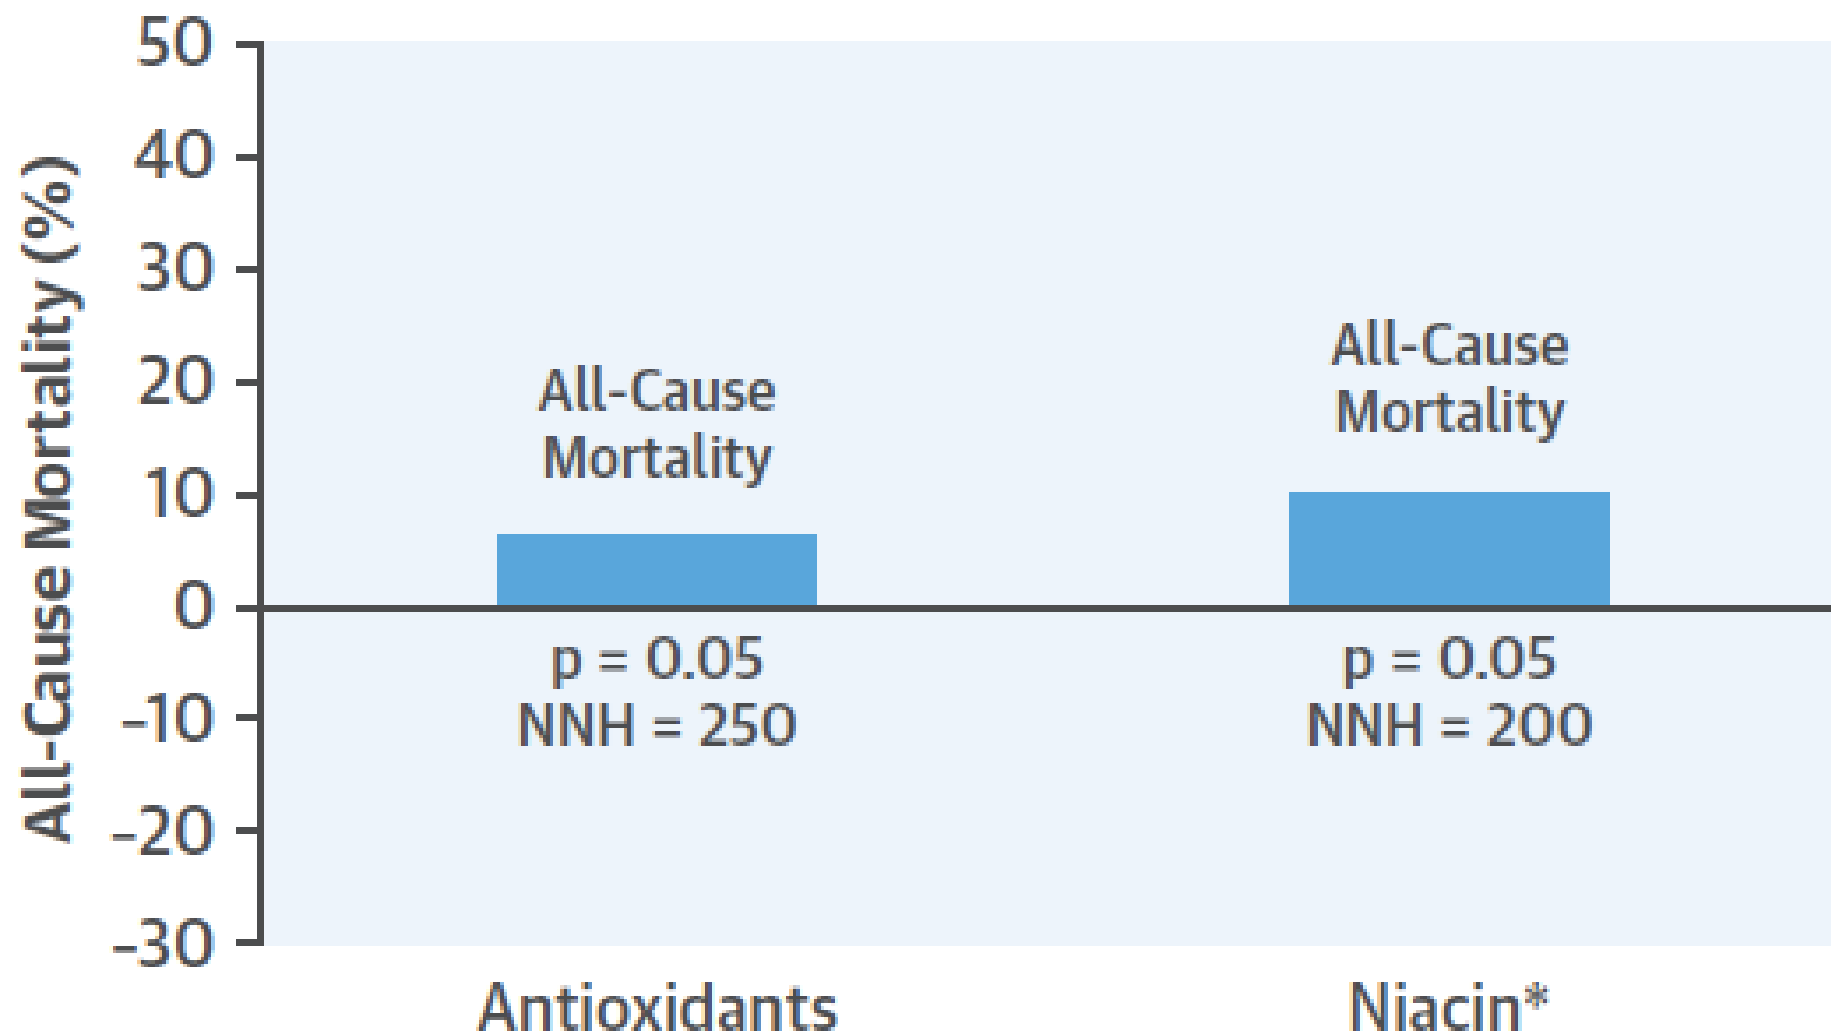 All-Cause Mortality (%)
50
40
30
20
10
0
-10
-20
-30
All-Cause
Mortality
p = 0.05
NNH = 250
Antioxidants
All-Cause
Mortality
p = 0.05
NNH = 200
Niacin*